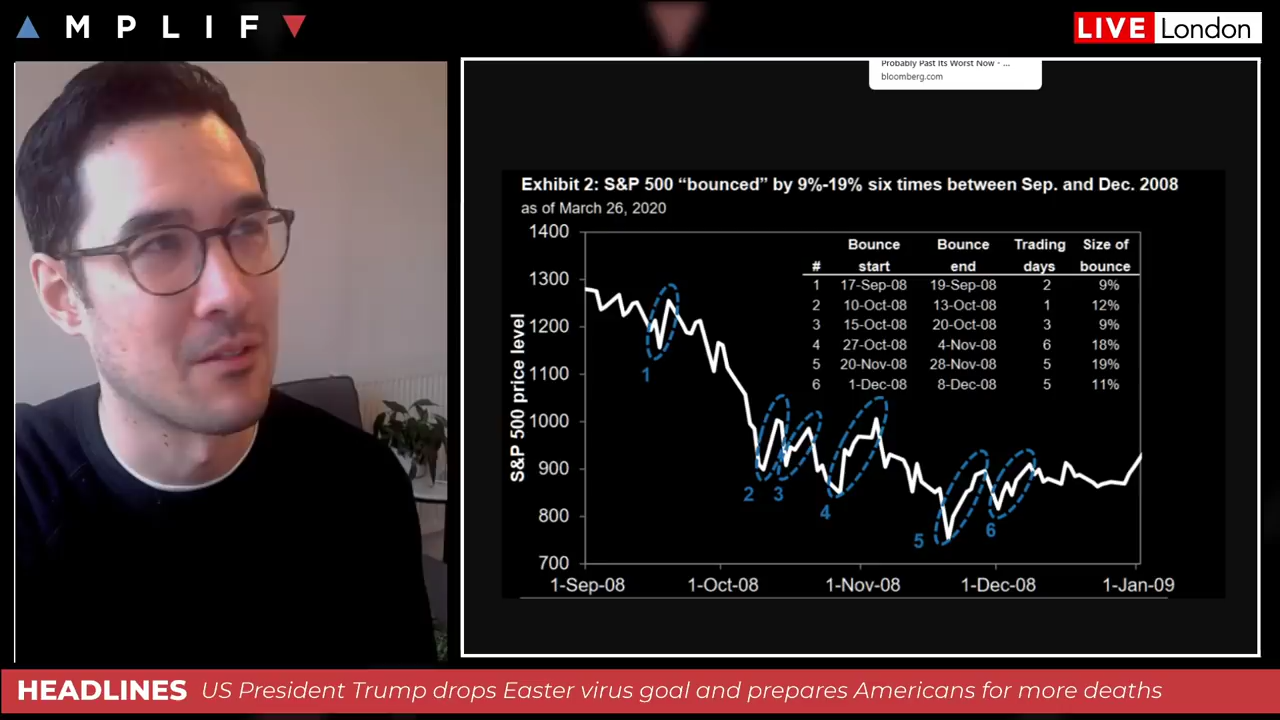 ▲ M P L I F ▼
LIVE London
Probably Past Its Worst Now - ...
bloomberg.com
Exhibit 2: S&P 500 “bounced” by 9%-19% six times between Sep. and Dec. 2008
as of March 26, 2020
S&P 500 price level
1400
1300
1200
1100
1000
900
800
700
1-Sep-08 1-Oct-08 1-Nov-08 1-Dec-08 1-Jan-09
Bounce Bounce Trading Size of
# start end days bounce
1 17-Sep-08 19-Sep-08 2 9%
2 10-Oct-08 13-Oct-08 1 12%
3 15-Oct-08 20-Oct-08 3 9%
4 27-Oct-08 4-Nov-08 6 18%
5 20-Nov-08 28-Nov-08 5 19%
6 1-Dec-08 8-Dec-08 5 11%
1
2
3
4
5
6
HEADLINES US President Trump drops Easter virus goal and prepares Americans for more deaths